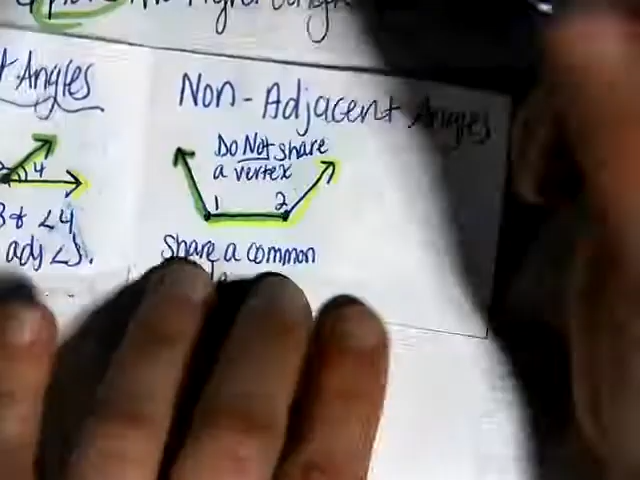 Angles
Non-Adjacent Angles
Do Not share
a vertex
4
1 2
3 & <4
adj <s.
Share a common